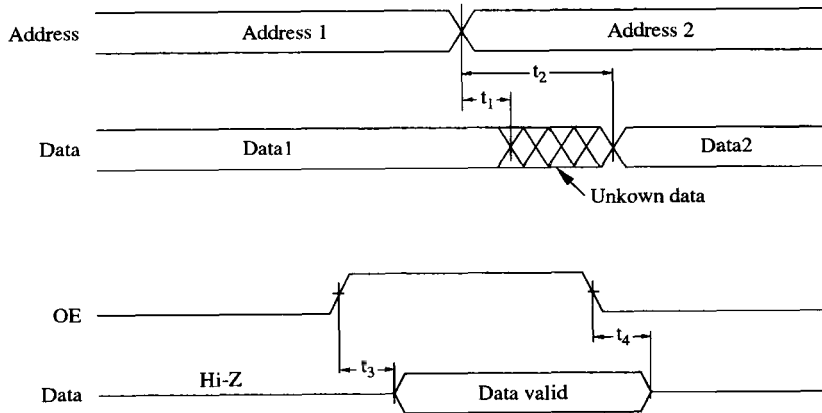 Address
Address 1
Address 2
t2
t1
Data
Data1
Data2
Unkown data
OE
t3
t4
Data
Hi-Z
Data valid